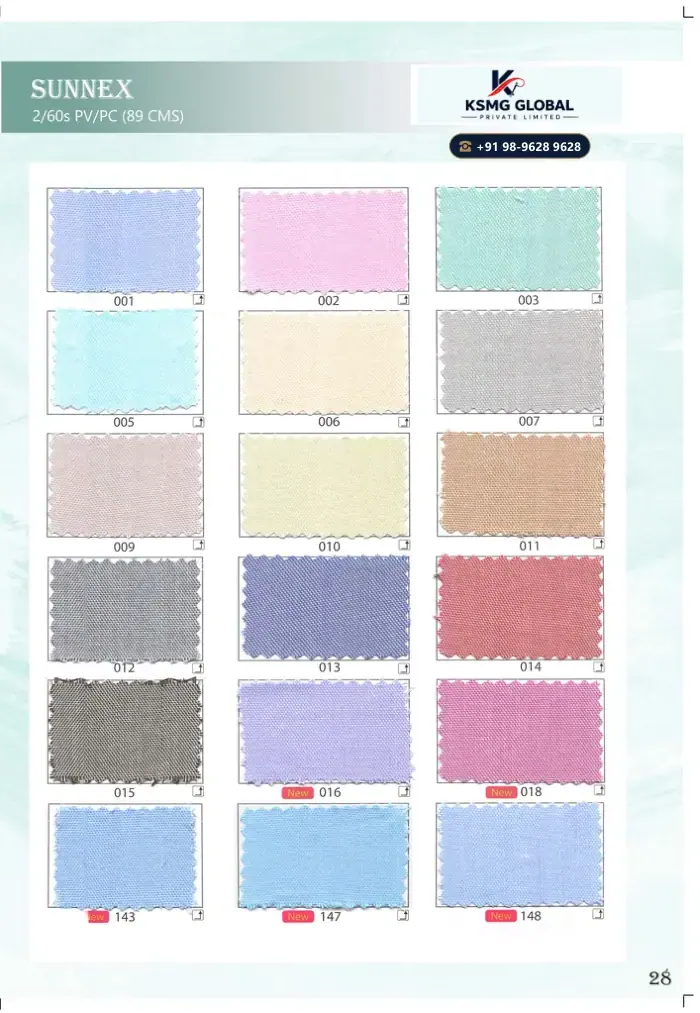 SUNNEX
2/60s PV/PC (89 CMS)
KSMG GLOBAL
PRIVATE LIMITED
+91 98-9628 9628
001
002
003
005
006
007
009
010
011
012
013
014
015
New 016
New 018
ew 143
New 147
New 148
28